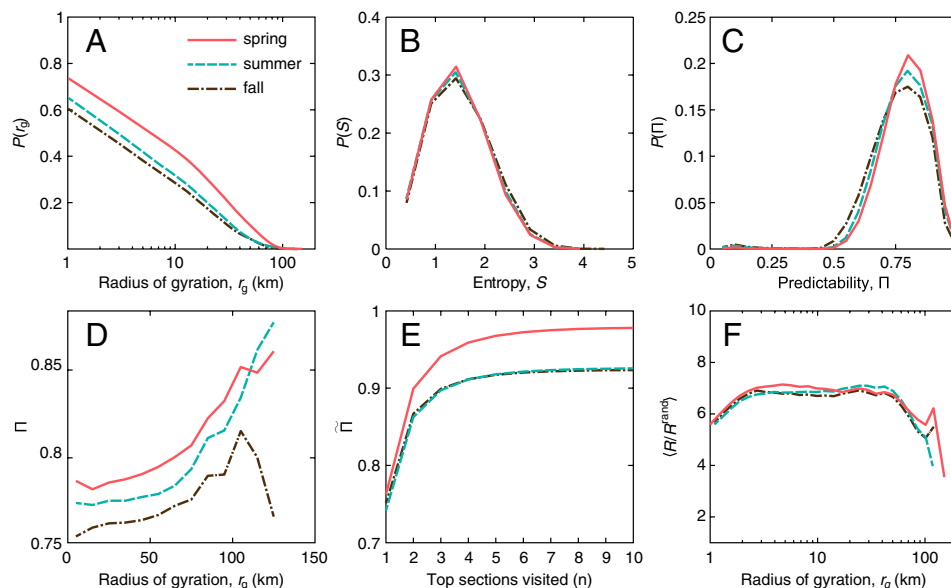 A
spring
summer
fall
P(rg)
1
0.8
0.6
0.4
0.2
0
1 10 100
Radius of gyration, rg (km)
B
P(S)
0.4
0.3
0.2
0.1
0
0 1 2 3 4 5
Entropy, S
C
P(Π)
0.25
0.20
0.15
0.1
0.05
0
0 0.25 0.5 0.75 1
Predictability, Π
D
Π
0.85
0.8
0.75
0 50 100 150
Radius of gyration, rg (km)
E
Π̃
1
0.9
0.8
0.7
1 2 3 4 5 6 7 8 9 10
Top sections visited (n)
F
⟨R/Rrand⟩
10
8
6
4
2
1 10 100
Radius of gyration, rg (km)